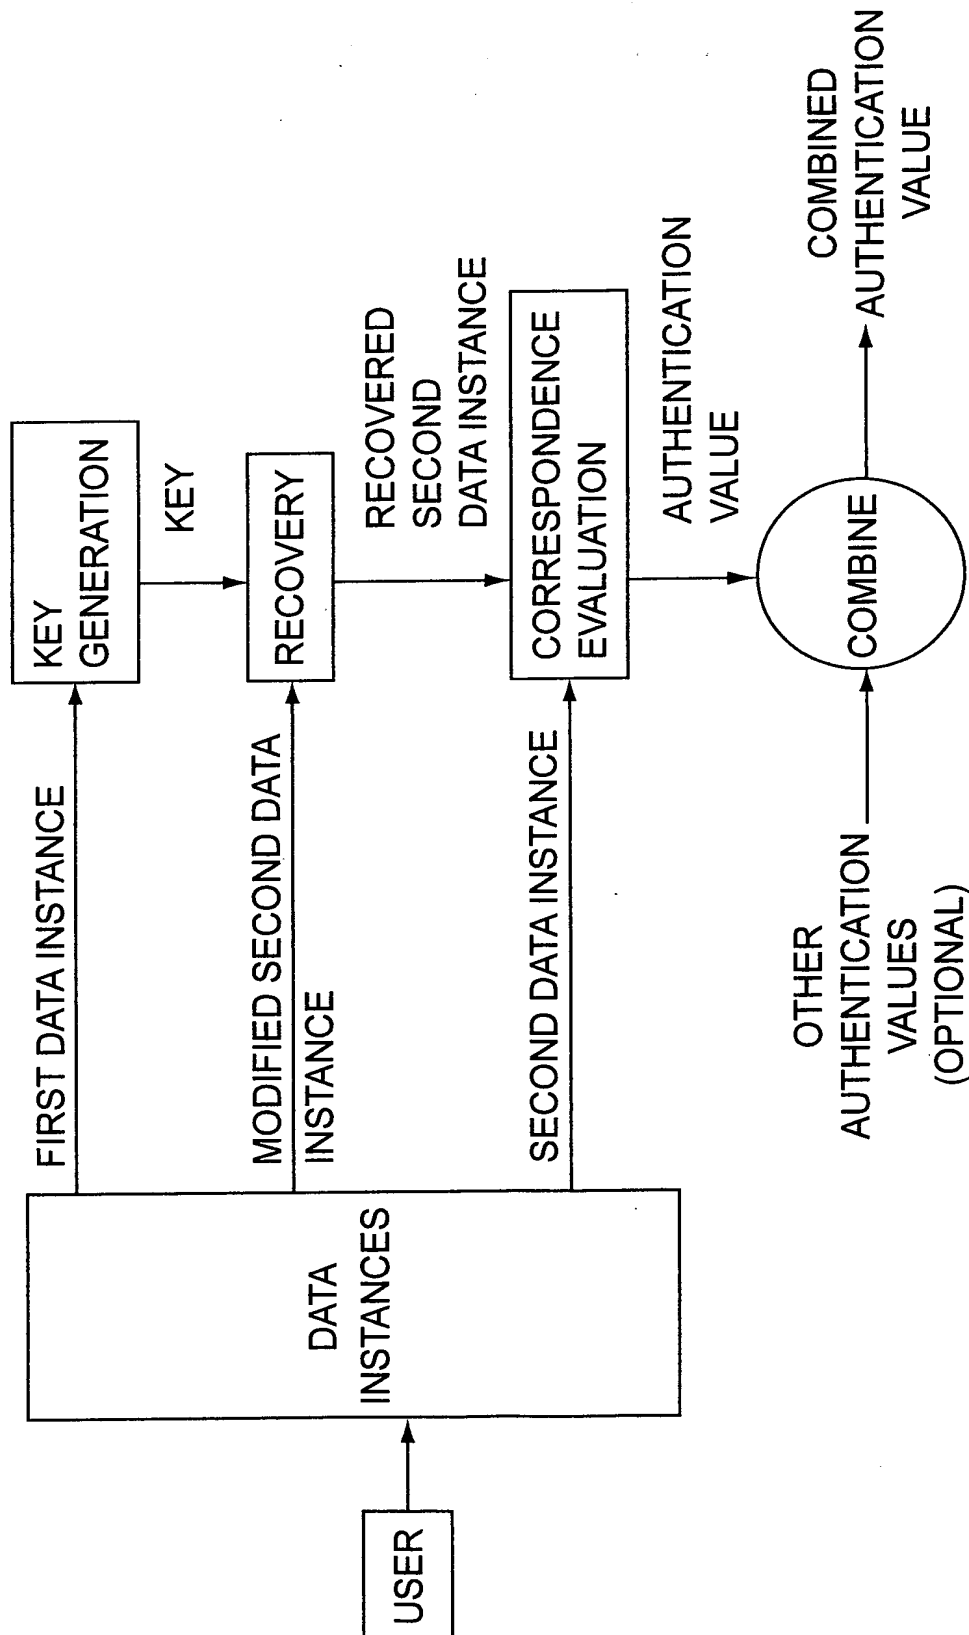 USER
DATA
INSTANCES
FIRST DATA INSTANCE
MODIFIED SECOND DATA
INSTANCE
SECOND DATA INSTANCE
KEY
GENERATION
KEY
RECOVERY
RECOVERED
SECOND
DATA INSTANCE
CORRESPONDENCE
EVALUATION
AUTHENTICATION
VALUE
OTHER
AUTHENTICATION
VALUES
(OPTIONAL)
COMBINE
COMBINED
AUTHENTICATION
VALUE